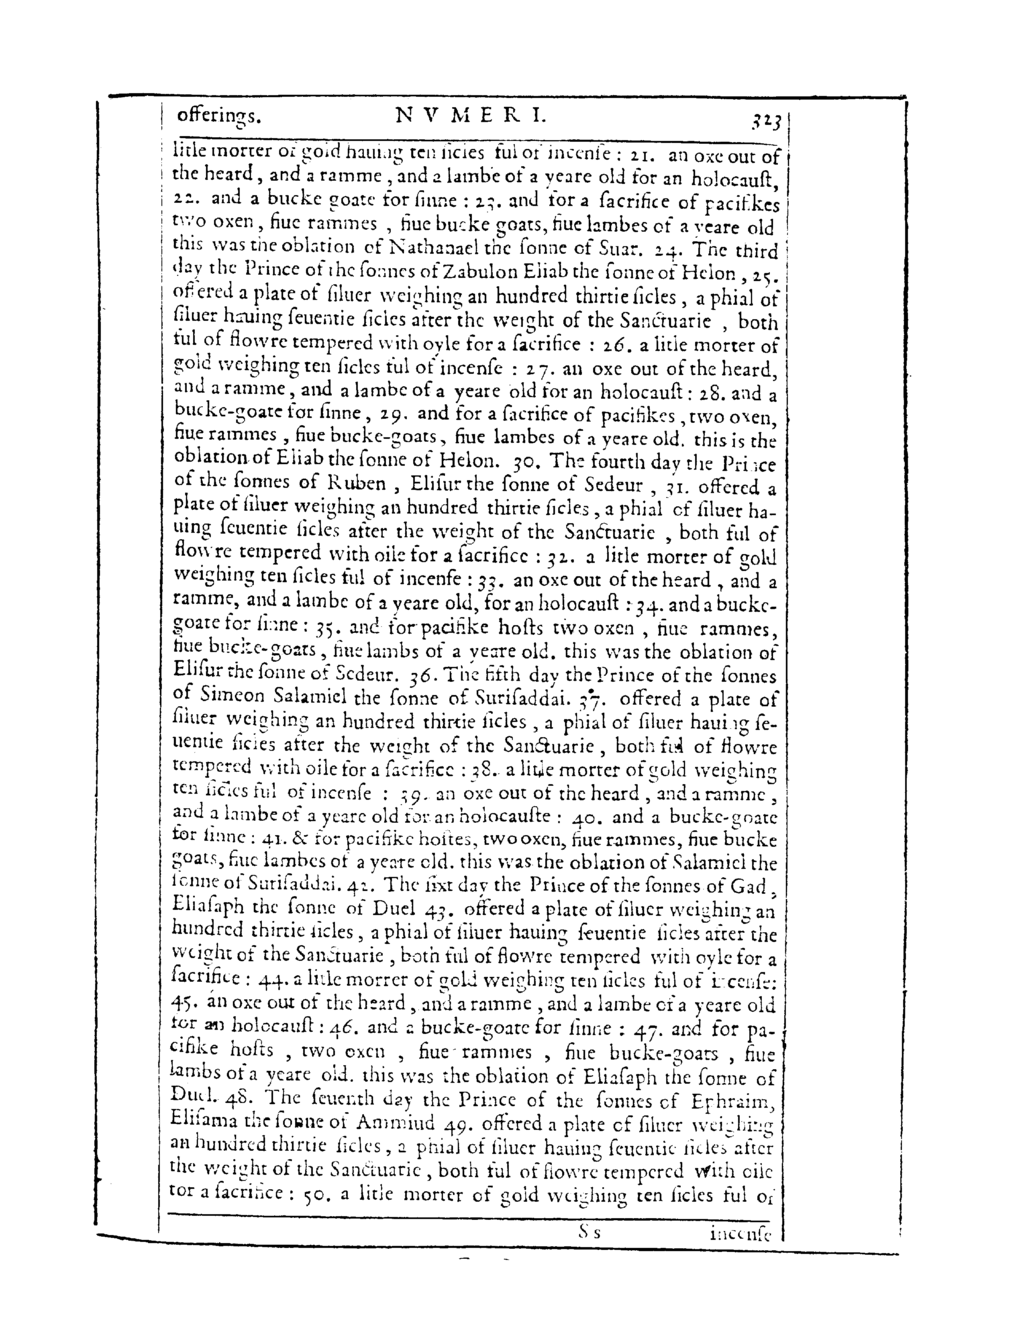 offerings. NVMERI. 323
litle morter of gold hauing ten sicles ful of incense : 21. an oxe out of
the heard, and a ramme, and a lambe of a yeare old for an holocaust,
22. and a bucke goate for sinne : 23. and for a sacrifice of pacifikes
two oxen, fiue rammes , fiue bucke goats, fiue lambes of a yeare old
this was the oblation of Nathanael the sonne of Suar. 24. The third
day the Prince of the sonnes of Zabulon Eliab the sonne of Helon , 25.
offered a plate of siluer weighing an hundred thirtie sicles, a phial of
siluer hauing seuentie sicles after the weight of the Sanctuarie , both
ful of flowre tempered with oyle for a sacrifice : 26. a litle morter of
gold weighing ten sicles ful of incense : 27. an oxe out of the heard,
and a ramme, and a lambe of a yeare old for an holocaust : 28. and a
bucke-goate for sinne, 29. and for a sacrifice of pacifikes, two oxen,
fiue rammes , fiue bucke-goats, fiue lambes of a yeare old. this is the
oblation of Eliab the sonne of Helon. 30. The fourth day the Prince
of the sonnes of Ruben , Elisur the sonne of Sedeur , 31. offered a
plate of siluer weighing an hundred thirtie sicles, a phial of siluer ha-
uing seuentie sicles after the weight of the Sanctuarie , both ful of
flowre tempered with oile for a sacrifice : 32. a litle morter of gold
weighing ten sicles ful of incense : 33. an oxe out of the heard , and a
ramme, and a lambe of a yeare old, for an holocaust : 34. and a bucke-
goate for sinne : 35. and for pacifike hosts two oxen , fiue rammes,
fiue bucke-goats, fiue lambs of a yeare old. this was the oblation of
Elisur the sonne of Sedeur. 36. The fifth day the Prince of the sonnes
of Simeon Salamiel the sonne of Surisaddai. 37. offered a plate of
siluer weighing an hundred thirtie sicles , a phial of siluer hauing se-
uentie sicles after the weight of the Sanctuarie, both ful of flowre
tempered with oile for a sacrifice : 38. a litle morter of gold weighing
ten sicles ful of incense : 39. an oxe out of the heard , and a ramme ,
and a lambe of a yeare old for an holocauste : 40. and a bucke-goate
for sinne : 41. & for pacifike hostes, two oxen, fiue rammes, fiue bucke
goats, fiue lambes of a yeare old. this was the oblation of Salamiel the
sonne of Surisaddai. 42. The sixt day the Prince of the sonnes of Gad ,
Eliasaph the sonne of Duel 43. offered a plate of siluer weighing an
hundred thirtie sicles , a phial of siluer hauing seuentie sicles after the
weight of the Sanctuarie , both ful of flowre tempered with oyle for a
sacrifice : 44. a litle morter of gold weighing ten sicles ful of incense:
45. an oxe out of the heard , and a ramme , and a lambe of a yeare old
for an holocaust : 46. and a bucke-goate for sinne : 47. and for pa-
cifike hosts , two oxen , fiue rammes , fiue bucke-goats , fiue
lambs of a yeare old. this was the oblation of Eliasaph the sonne of
Duel. 48. The seuenth day the Prince of the sonnes of Ephraim,
Elisama the sonne of Ammiud 49. offered a plate of siluer weighing
an hundred thirtie sicles , a phial of siluer hauing seuentie sicles after
the weight of the Sanctuarie , both ful of flowre tempered with oile
for a sacrifice : 50. a litle morter of gold weighing ten sicles ful of
Ss incense